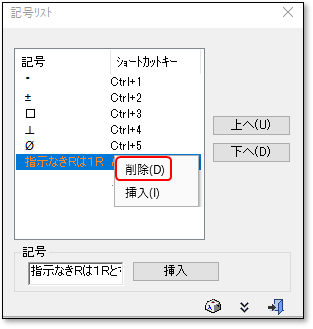 記号リスト
記号 ショートカットキー
° Ctrl+1
± Ctrl+2
□ Ctrl+3
⊥ Ctrl+4
Ø Ctrl+5
指示なきRは1R
削除(D)
挿入(I)
上へ(U)
下へ(D)
記号
指示なきRは1Rと
挿入